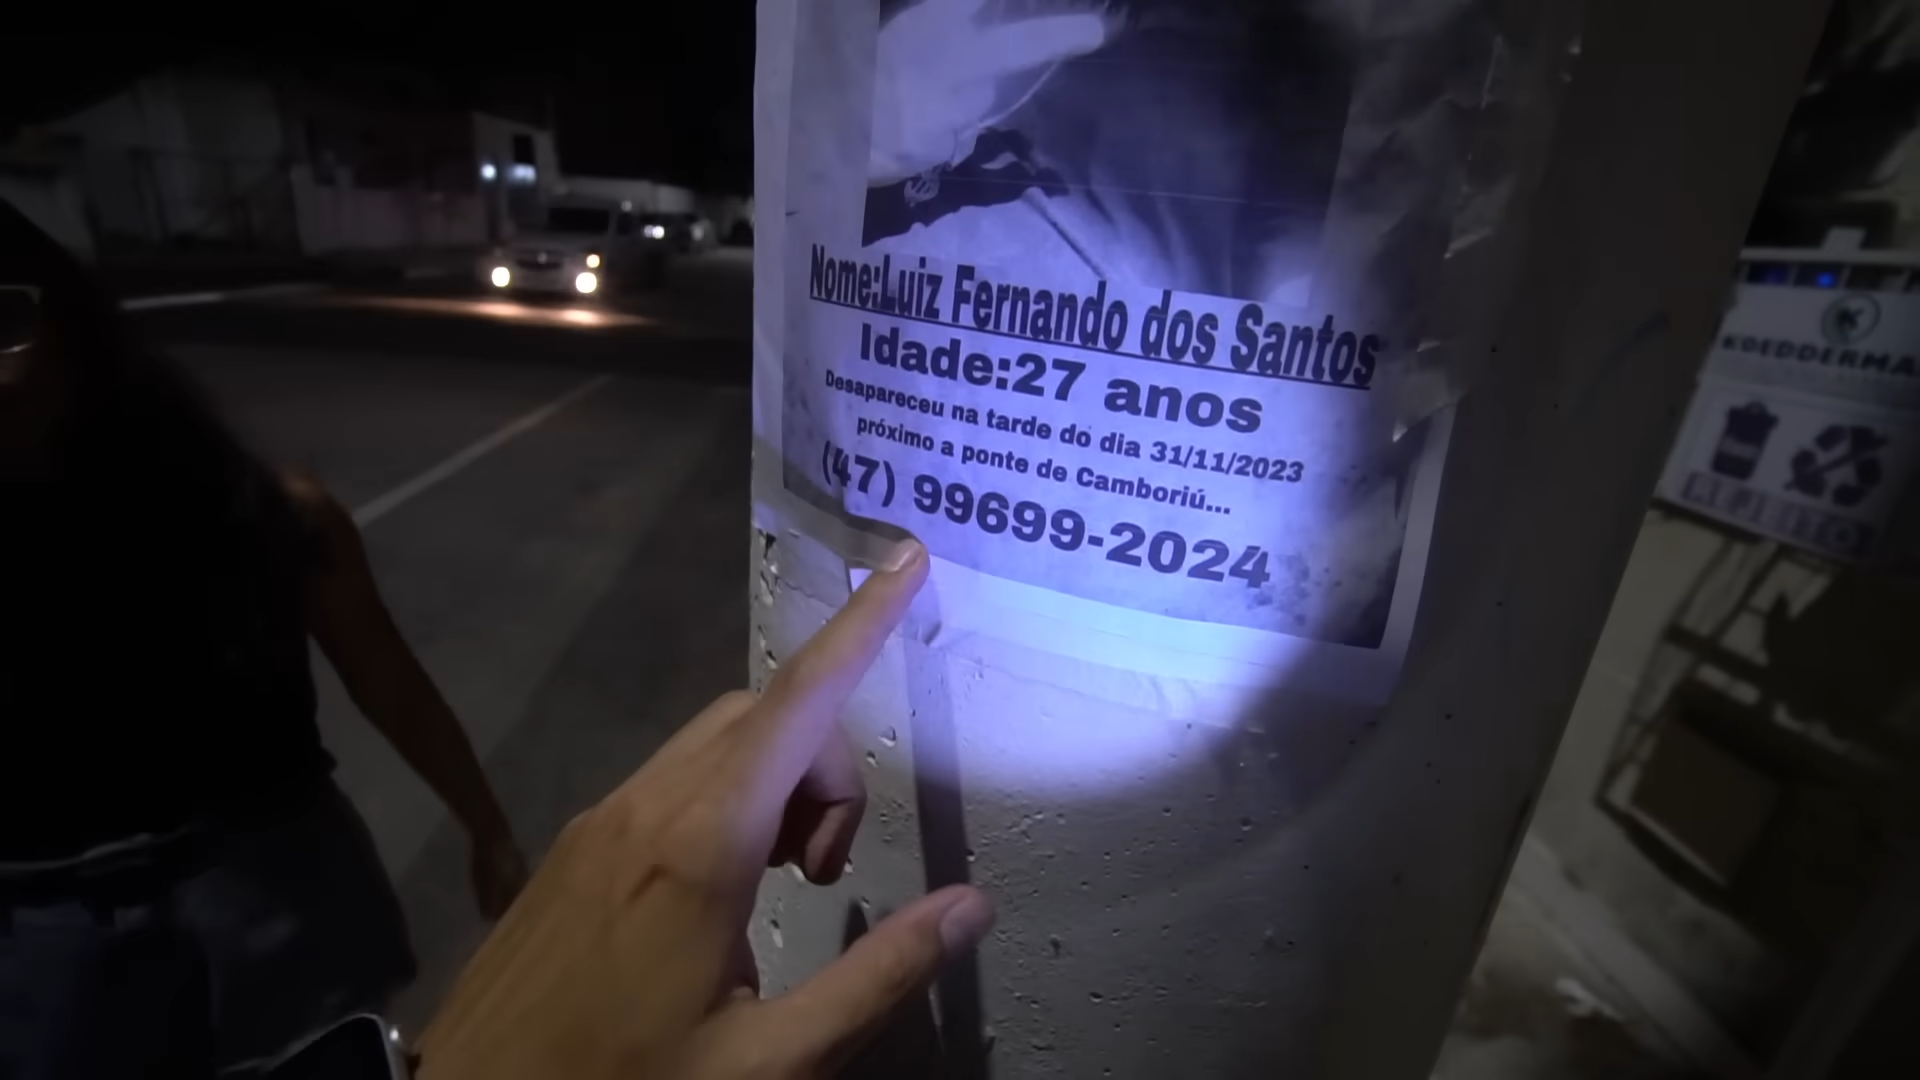 Nome:Luiz Fernando dos Santos
Idade:27 anos
Desapareceu na tarde do dia 31/11/2023
próximo a ponte de Camboriú...
(47) 99699-2024
K
KOEDDERMA